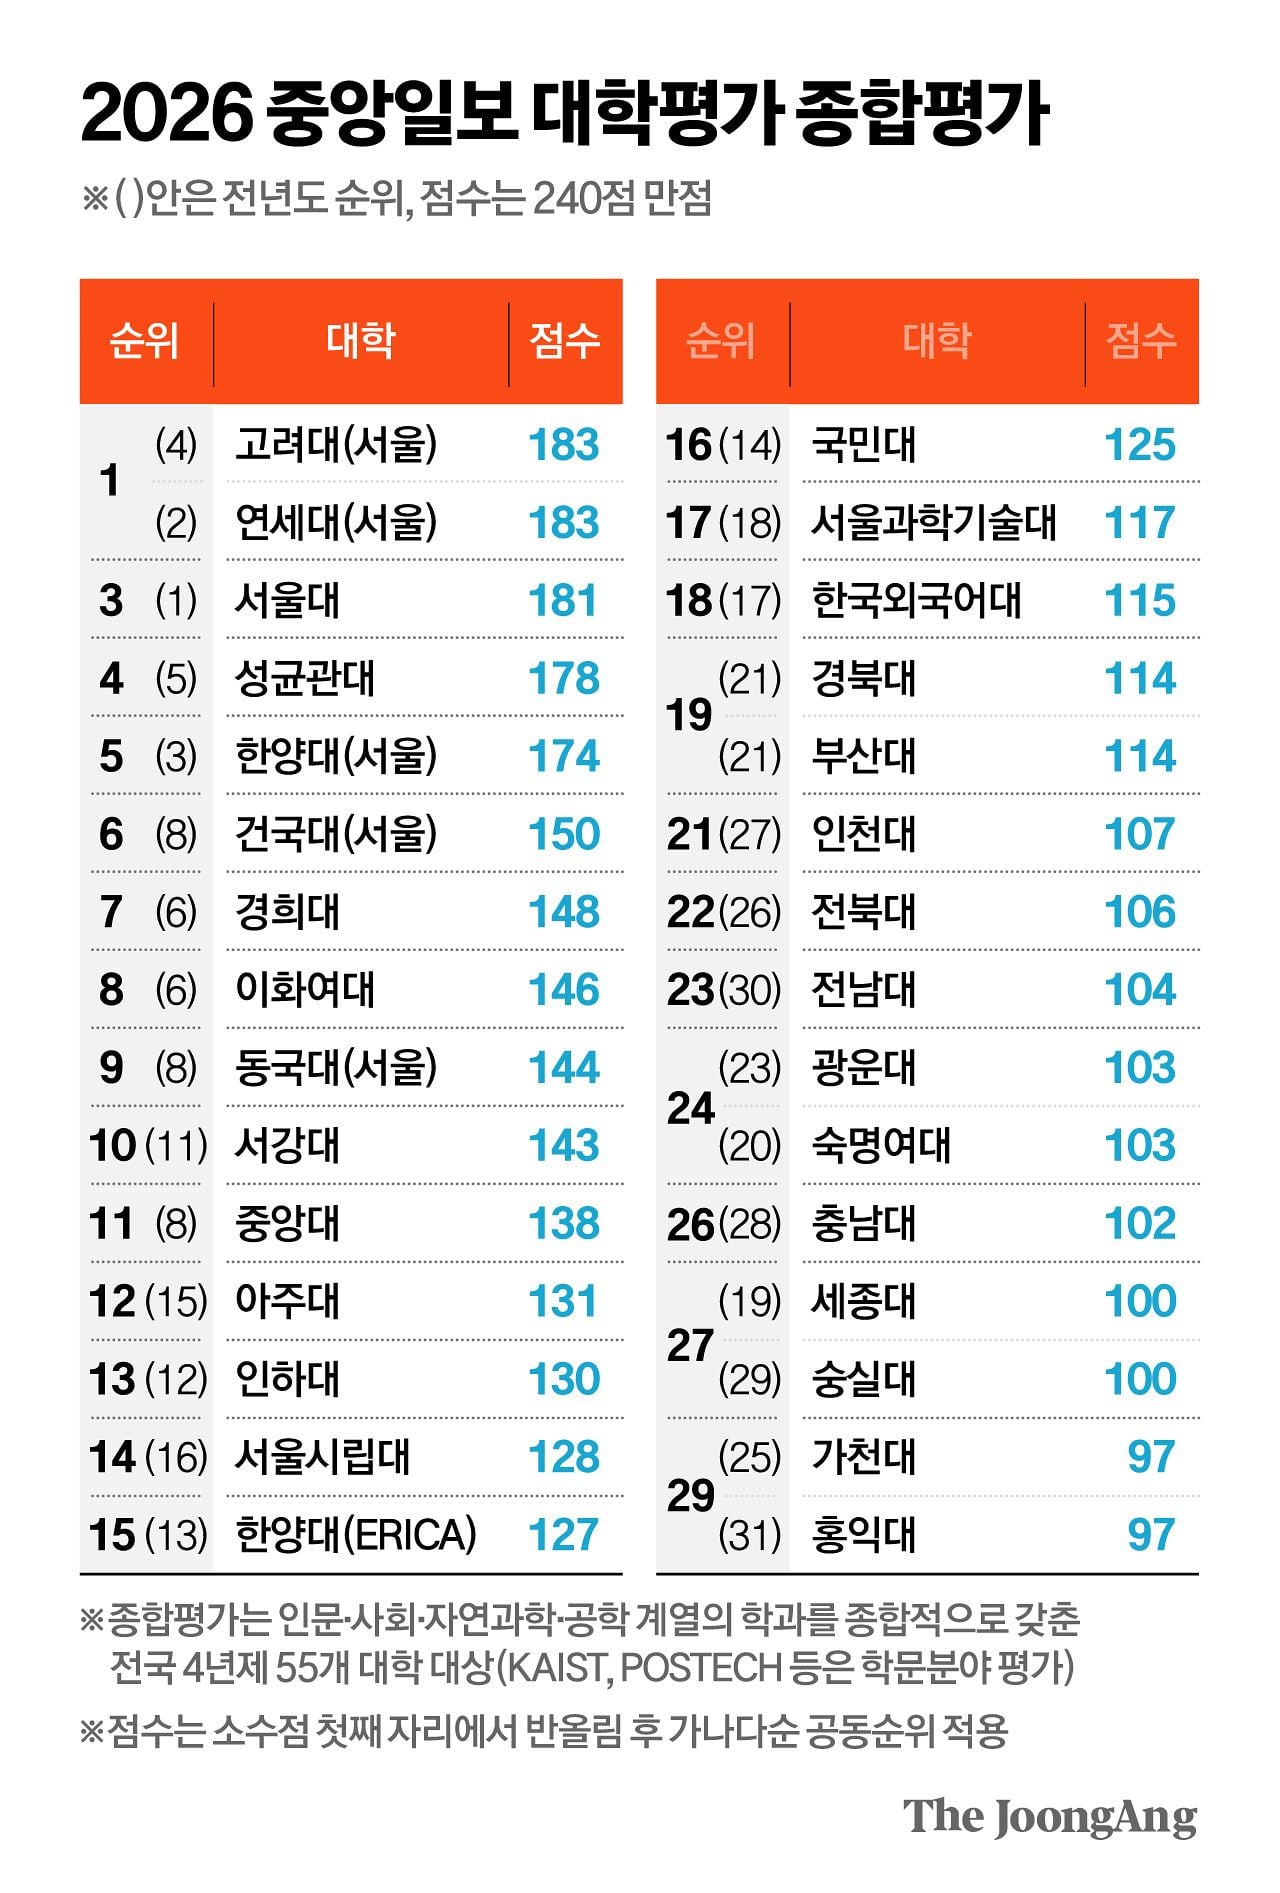 2026 중앙일보 대학평가 종합평가
※( )안은 전년도 순위, 점수는 240점 만점
순위 대학 점수
1 (4) 고려대(서울) 183
(2) 연세대(서울) 183
3 (1) 서울대 181
4 (5) 성균관대 178
5 (3) 한양대(서울) 174
6 (8) 건국대(서울) 150
7 (6) 경희대 148
8 (6) 이화여대 146
9 (8) 동국대(서울) 144
10 (11) 서강대 143
11 (8) 중앙대 138
12 (15) 아주대 131
13 (12) 인하대 130
14 (16) 서울시립대 128
15 (13) 한양대(ERICA) 127
순위 대학 점수
16 (14) 국민대 125
17 (18) 서울과학기술대 117
18 (17) 한국외국어대 115
19 (21) 경북대 114
(21) 부산대 114
21 (27) 인천대 107
22 (26) 전북대 106
23 (30) 전남대 104
24 (23) 광운대 103
(20) 숙명여대 103
26 (28) 충남대 102
27 (19) 세종대 100
(29) 숭실대 100
29 (25) 가천대 97
(31) 홍익대 97
※종합평가는 인문·사회·자연과학·공학 계열의 학과를 종합적으로 갖춘
전국 4년제 55개 대학 대상(KAIST, POSTECH 등은 학문분야 평가)
※점수는 소수점 첫째 자리에서 반올림 후 가나다순 공동순위 적용
The JoongAng